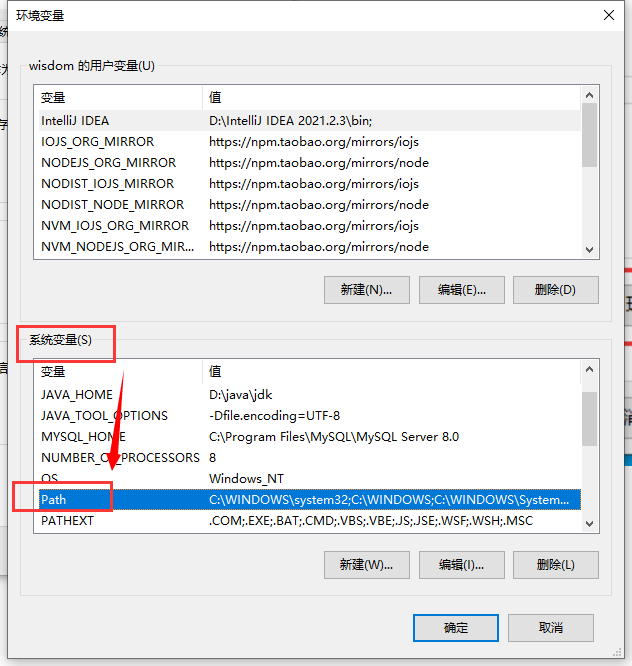 环境变量
wisdom 的用户变量(U)
变量 值
IntelliJ IDEA D:\IntelliJ IDEA 2021.2.3\bin;
IOJS_ORG_MIRROR https://npm.taobao.org/mirrors/iojs
NODEJS_ORG_MIRROR https://npm.taobao.org/mirrors/node
NODIST_IOJS_MIRROR https://npm.taobao.org/mirrors/iojs
NODIST_NODE_MIRROR https://npm.taobao.org/mirrors/node
NVM_IOJS_ORG_MIRROR https://npm.taobao.org/mirrors/iojs
NVM_NODEJS_ORG_MIR... https://npm.taobao.org/mirrors/node
新建(N)... 编辑(E)... 删除(D)
系统变量(S)
变量 值
JAVA_HOME D:\java\jdk
JAVA_TOOL_OPTIONS -Dfile.encoding=UTF-8
MYSQL_HOME C:\Program Files\MySQL\MySQL Server 8.0
NUMBER_OF_PROCESSORS 8
OS Windows_NT
Path C:\WINDOWS\system32;C:\WINDOWS;C:\WINDOWS\System...
PATHEXT .COM;.EXE;.BAT;.CMD;.VBS;.VBE;.JS;.JSE;.WSF;.WSH;.MSC
新建(W)... 编辑(I)... 删除(L)
确定 取消